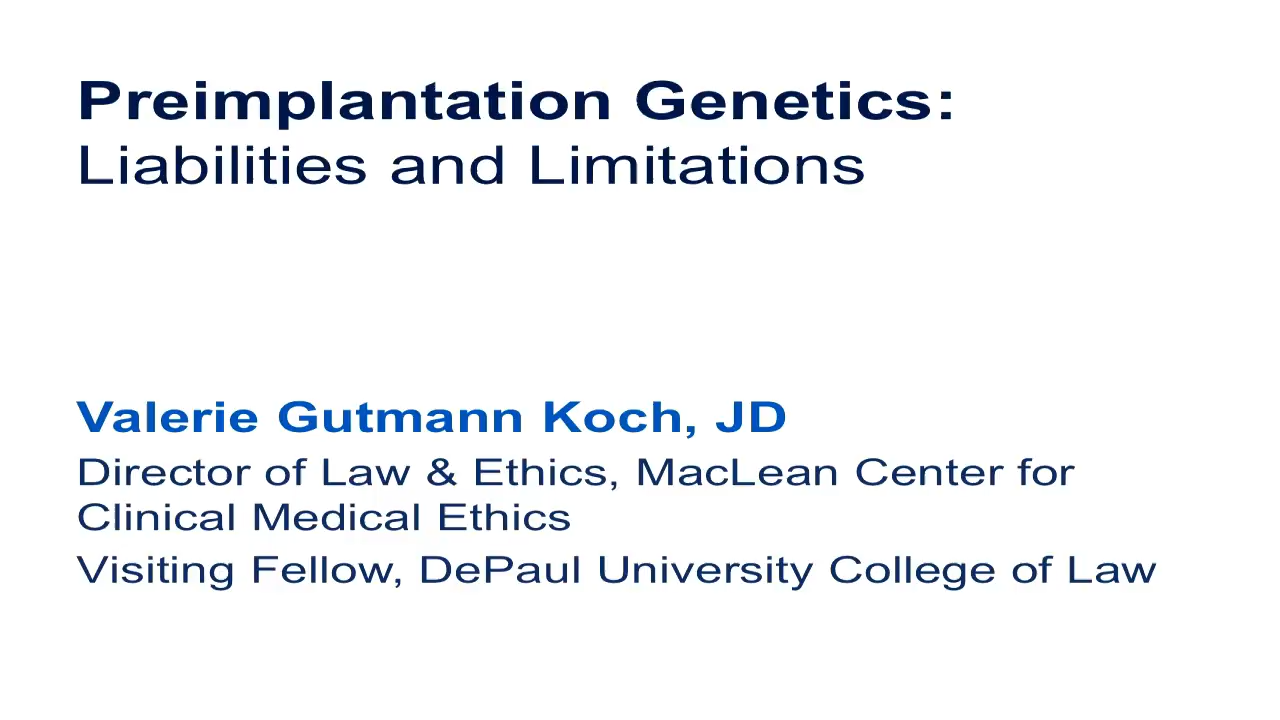 Preimplantation Genetics:
Liabilities and Limitations
Valerie Gutmann Koch, JD
Director of Law & Ethics, MacLean Center for
Clinical Medical Ethics
Visiting Fellow, DePaul University College of Law